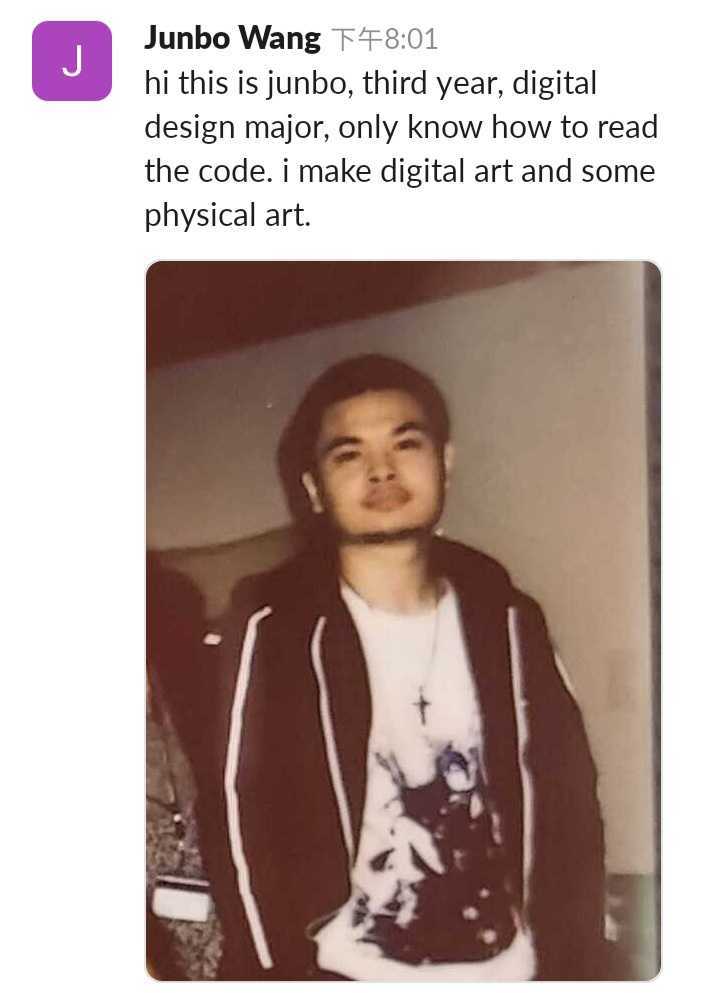 J
Junbo Wang 下午8:01
hi this is junbo, third year, digital
design major, only know how to read
the code. i make digital art and some
physical art.